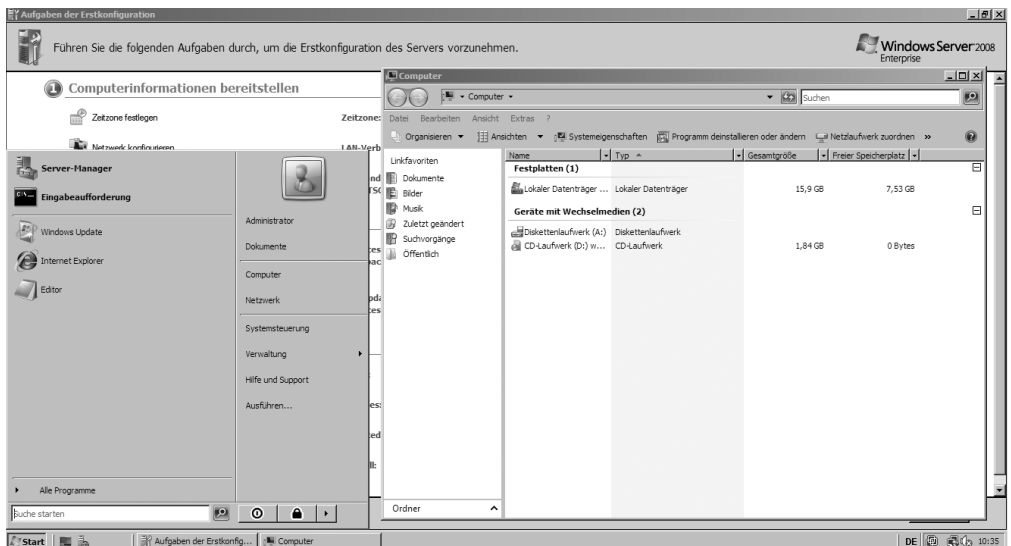 Aufgaben der Erstkonfiguration
Führen Sie die folgenden Aufgaben durch, um die Erstkonfiguration des Servers vorzunehmen.
Windows Server 2008
Enterprise
1 Computerinformationen bereitstellen
Zeitzone festlegen
Zeitzone:
Netzwerk konfigurieren
LAN-Verb
Server-Manager
Eingabeaufforderung
Windows Update
Internet Explorer
Editor
Alle Programme
Suche starten
Administrator
Dokumente
Computer
Netzwerk
Systemsteuerung
Verwaltung
Hilfe und Support
Ausführen...
Computer
Computer
Suchen
Datei Bearbeiten Ansicht Extras ?
Organisieren Ansichten Systemeigenschaften Programm deinstallieren oder ändern Netzlaufwerk zuordnen »
Linkfavoriten
Dokumente
Bilder
Musik
Zuletzt geändert
Suchvorgänge
Öffentlich
Ordner
Name Typ Gesamtgröße Freier Speicherplatz
Festplatten (1)
Lokaler Datenträger ... Lokaler Datenträger 15,9 GB 7,53 GB
Geräte mit Wechselmedien (2)
Diskettenlaufwerk (A:) Diskettenlaufwerk
CD-Laufwerk (D:) w... CD-Laufwerk 1,84 GB 0 Bytes
Start Aufgaben der Erstkonfig... Computer DE 10:35